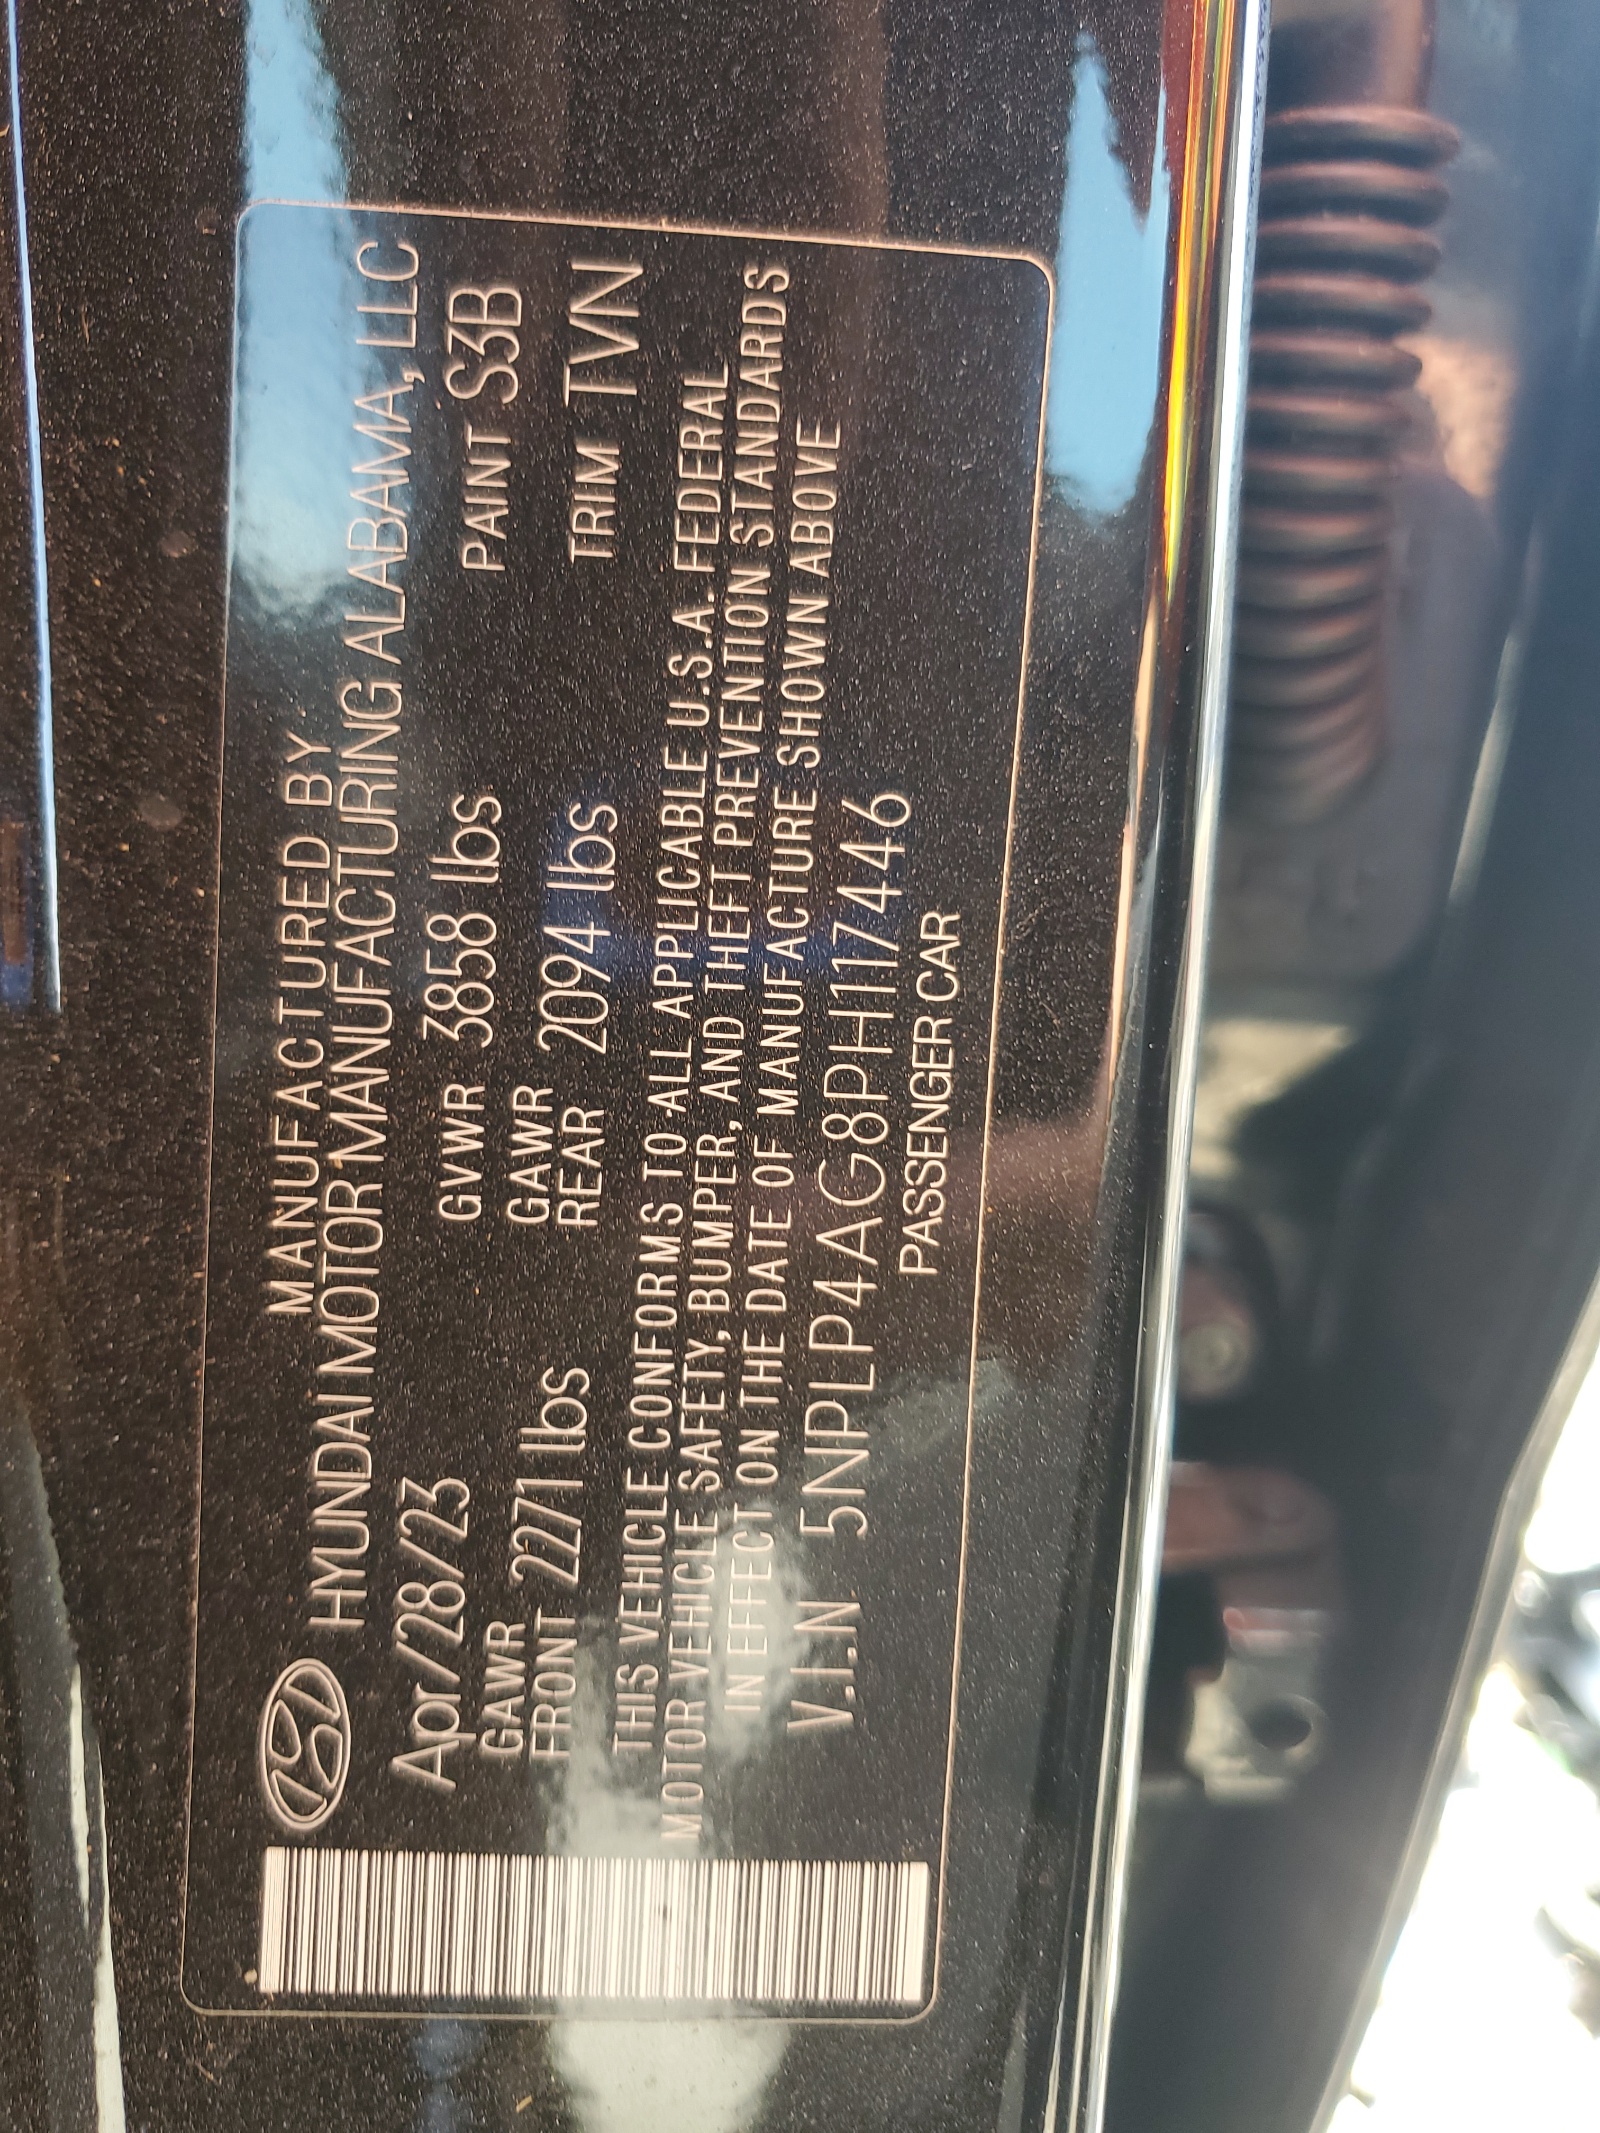 MANUFACTURED BY
HYUNDAI MOTOR MANUFACTURING ALABAMA, LLC
Apr/28/23 GVWR 3858 lbs PAINT S3B
GAWR FRONT 2271 lbs GAWR REAR 2094 lbs TRIM TVN
THIS VEHICLE CONFORMS TO ALL APPLICABLE U.S.A. FEDERAL
MOTOR VEHICLE SAFETY, BUMPER, AND THEFT PREVENTION STANDARDS
IN EFFECT ON THE DATE OF MANUFACTURE SHOWN ABOVE
V.I.N 5NPLP4AG8PH117446
PASSENGER CAR